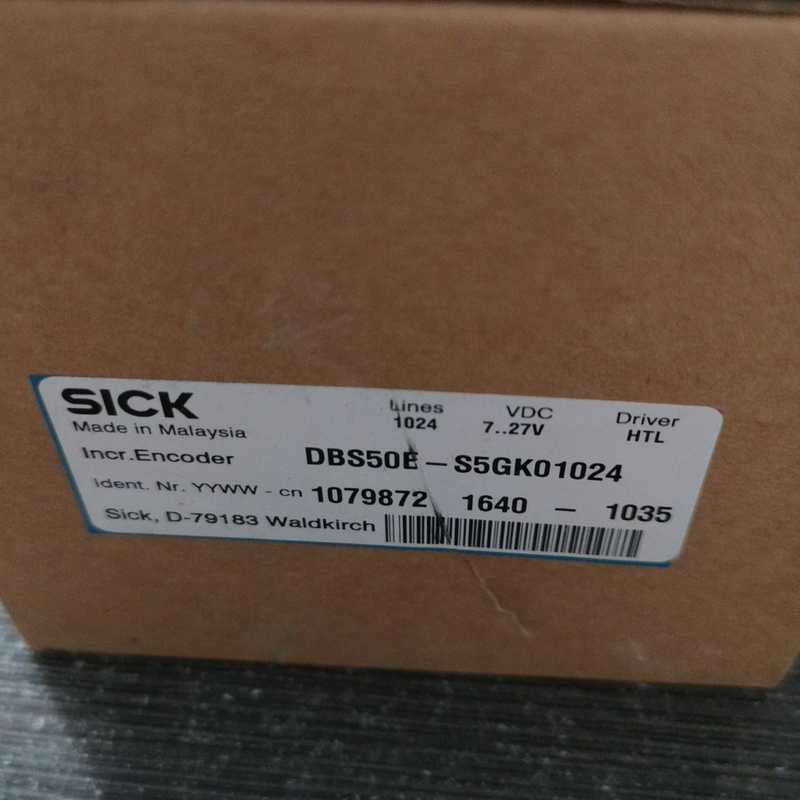 SICK
Lines VDC Driver
Made in Malaysia 1024 7..27V HTL
Incr.Encoder DBS50E-S5GK01024
Ident. Nr. YYWW - cn 1079872 1640 - 1035
Sick, D-79183 Waldkirch